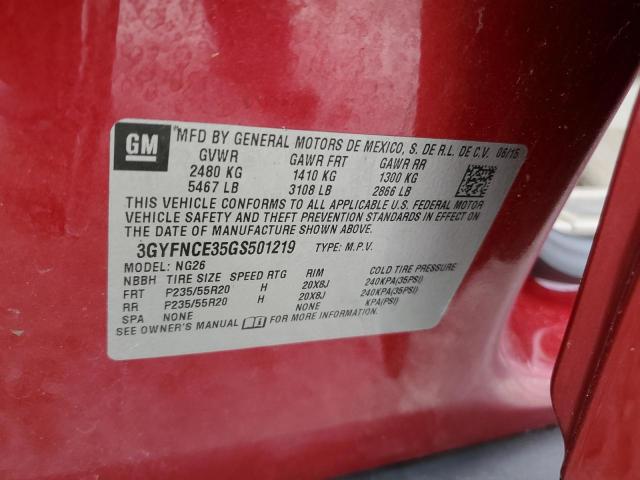 GM
MFD BY GENERAL MOTORS DE MEXICO, S. DE R.L. DE C.V. 06/15
GVWR GAWR FRT GAWR RR
2480 KG 1410 KG 1300 KG
5467 LB 3108 LB 2866 LB
THIS VEHICLE CONFORMS TO ALL APPLICABLE U.S. FEDERAL MOTOR
VEHICLE SAFETY AND THEFT PREVENTION STANDARDS IN EFFECT ON
THE DATE OF MANUFACTURE SHOWN ABOVE.
3GYFNCE35GS501219 TYPE: M.P.V.
MODEL: NG26
NBBH TIRE SIZE SPEED RTG RIM COLD TIRE PRESSURE
FRT P235/55R20 H 20X8J 240KPA(35PSI)
RR P235/55R20 H 20X8J 240KPA(35PSI)
SPA NONE NONE KPA(PSI)
SEE OWNER'S MANUAL FOR MORE INFORMATION.